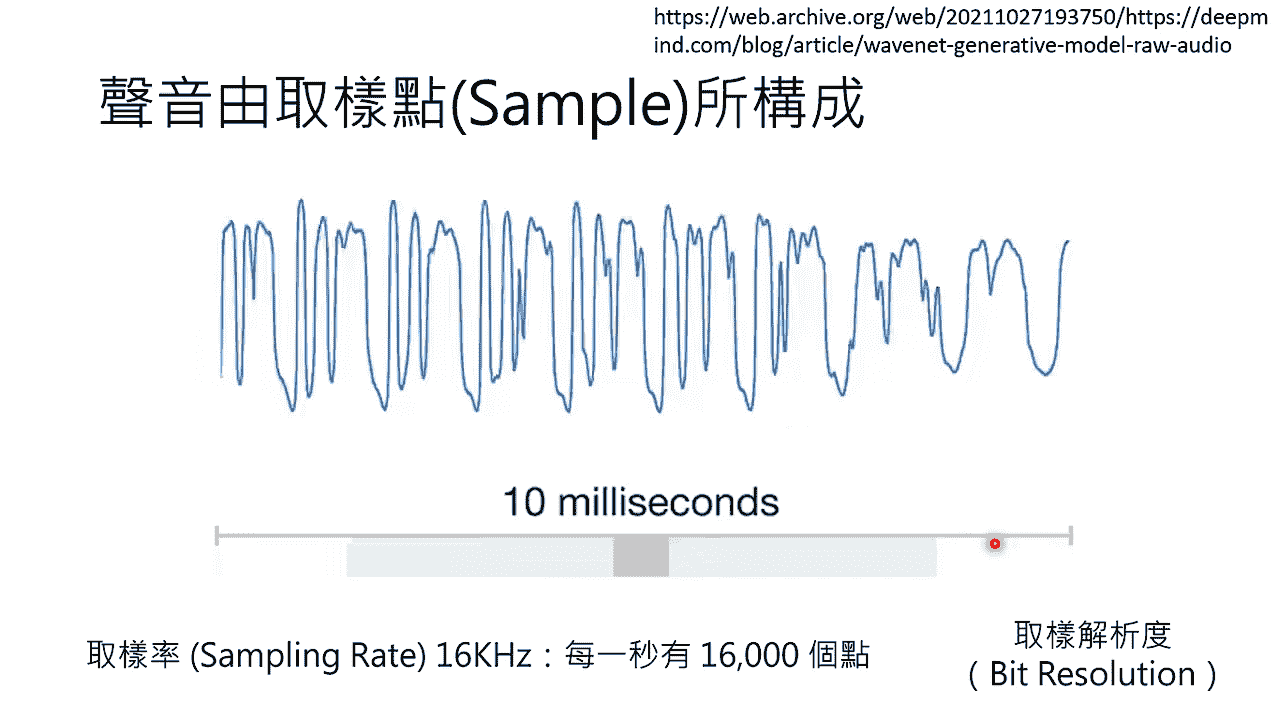 https://web.archive.org/web/20211027193750/https://deepm
ind.com/blog/article/wavenet-generative-model-raw-audio
聲音由取樣點(Sample)所構成
10 milliseconds
取樣率 (Sampling Rate) 16KHz：每一秒有 16,000 個點
取樣解析度
( Bit Resolution )